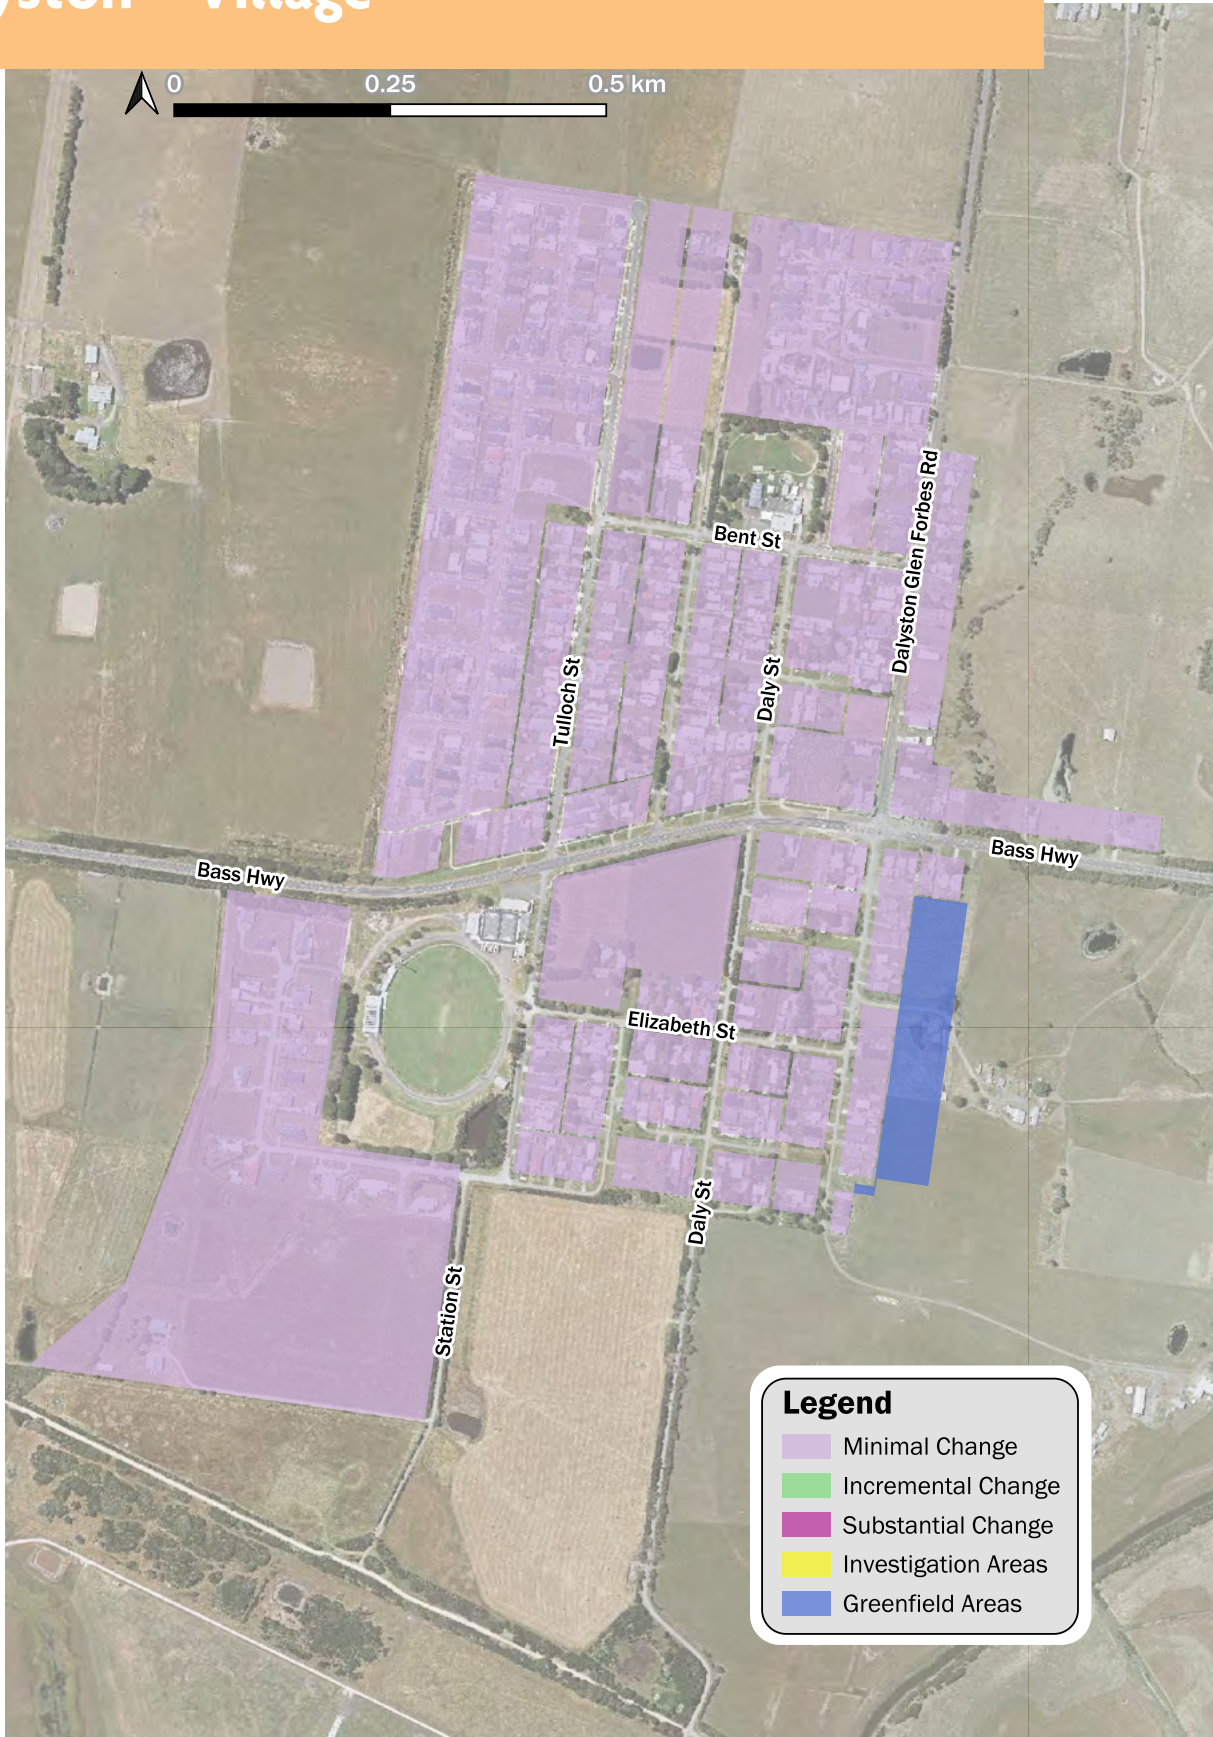 Village
0 0.25 0.5 km
Bent St
Dalyston Glen Forbes Rd
Tulloch St
Daly St
Bass Hwy
Bass Hwy
Elizabeth St
Daly St
Station St
Legend
Minimal Change
Incremental Change
Substantial Change
Investigation Areas
Greenfield Areas